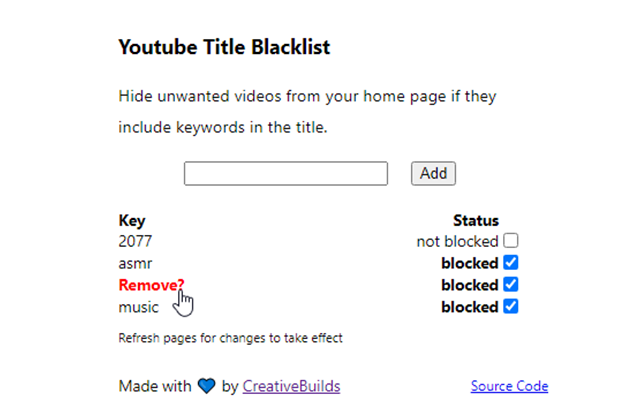 Youtube Title Blacklist
Hide unwanted videos from your home page if they
include keywords in the title.
Add
Key Status
2077 not blocked
asmr blocked
Remove? blocked
music blocked
Refresh pages for changes to take effect
Made with 💙 by CreativeBuilds Source Code